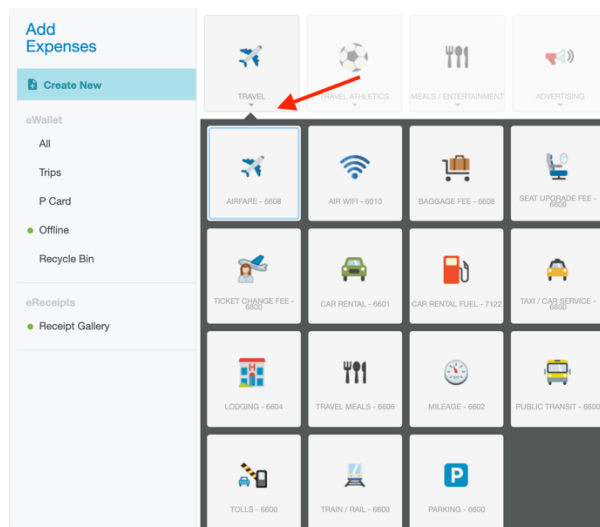 Add
Expenses
Create New
eWallet
All
Trips
P Card
Offline
Recycle Bin
eReceipts
Receipt Gallery
TRAVEL
TRAVEL ATHLETICS
MEALS / ENTERTAINMENT
ADVERTISING
AIRFARE - 6608
AIR WIFI - 6010
BAGGAGE FEE - 6608
SEAT UPGRADE FEE -
6600
TICKET CHANGE FEE -
6600
CAR RENTAL - 6601
CAR RENTAL FUEL - 7122
TAXI / CAR SERVICE -
6600
H
LODGING - 6604
TRAVEL MEALS - 6606
MILEAGE - 6602
PUBLIC TRANSIT - 6600
TOLLS - 6600
TRAIN / RAIL - 6600
P
PARKING - 6600